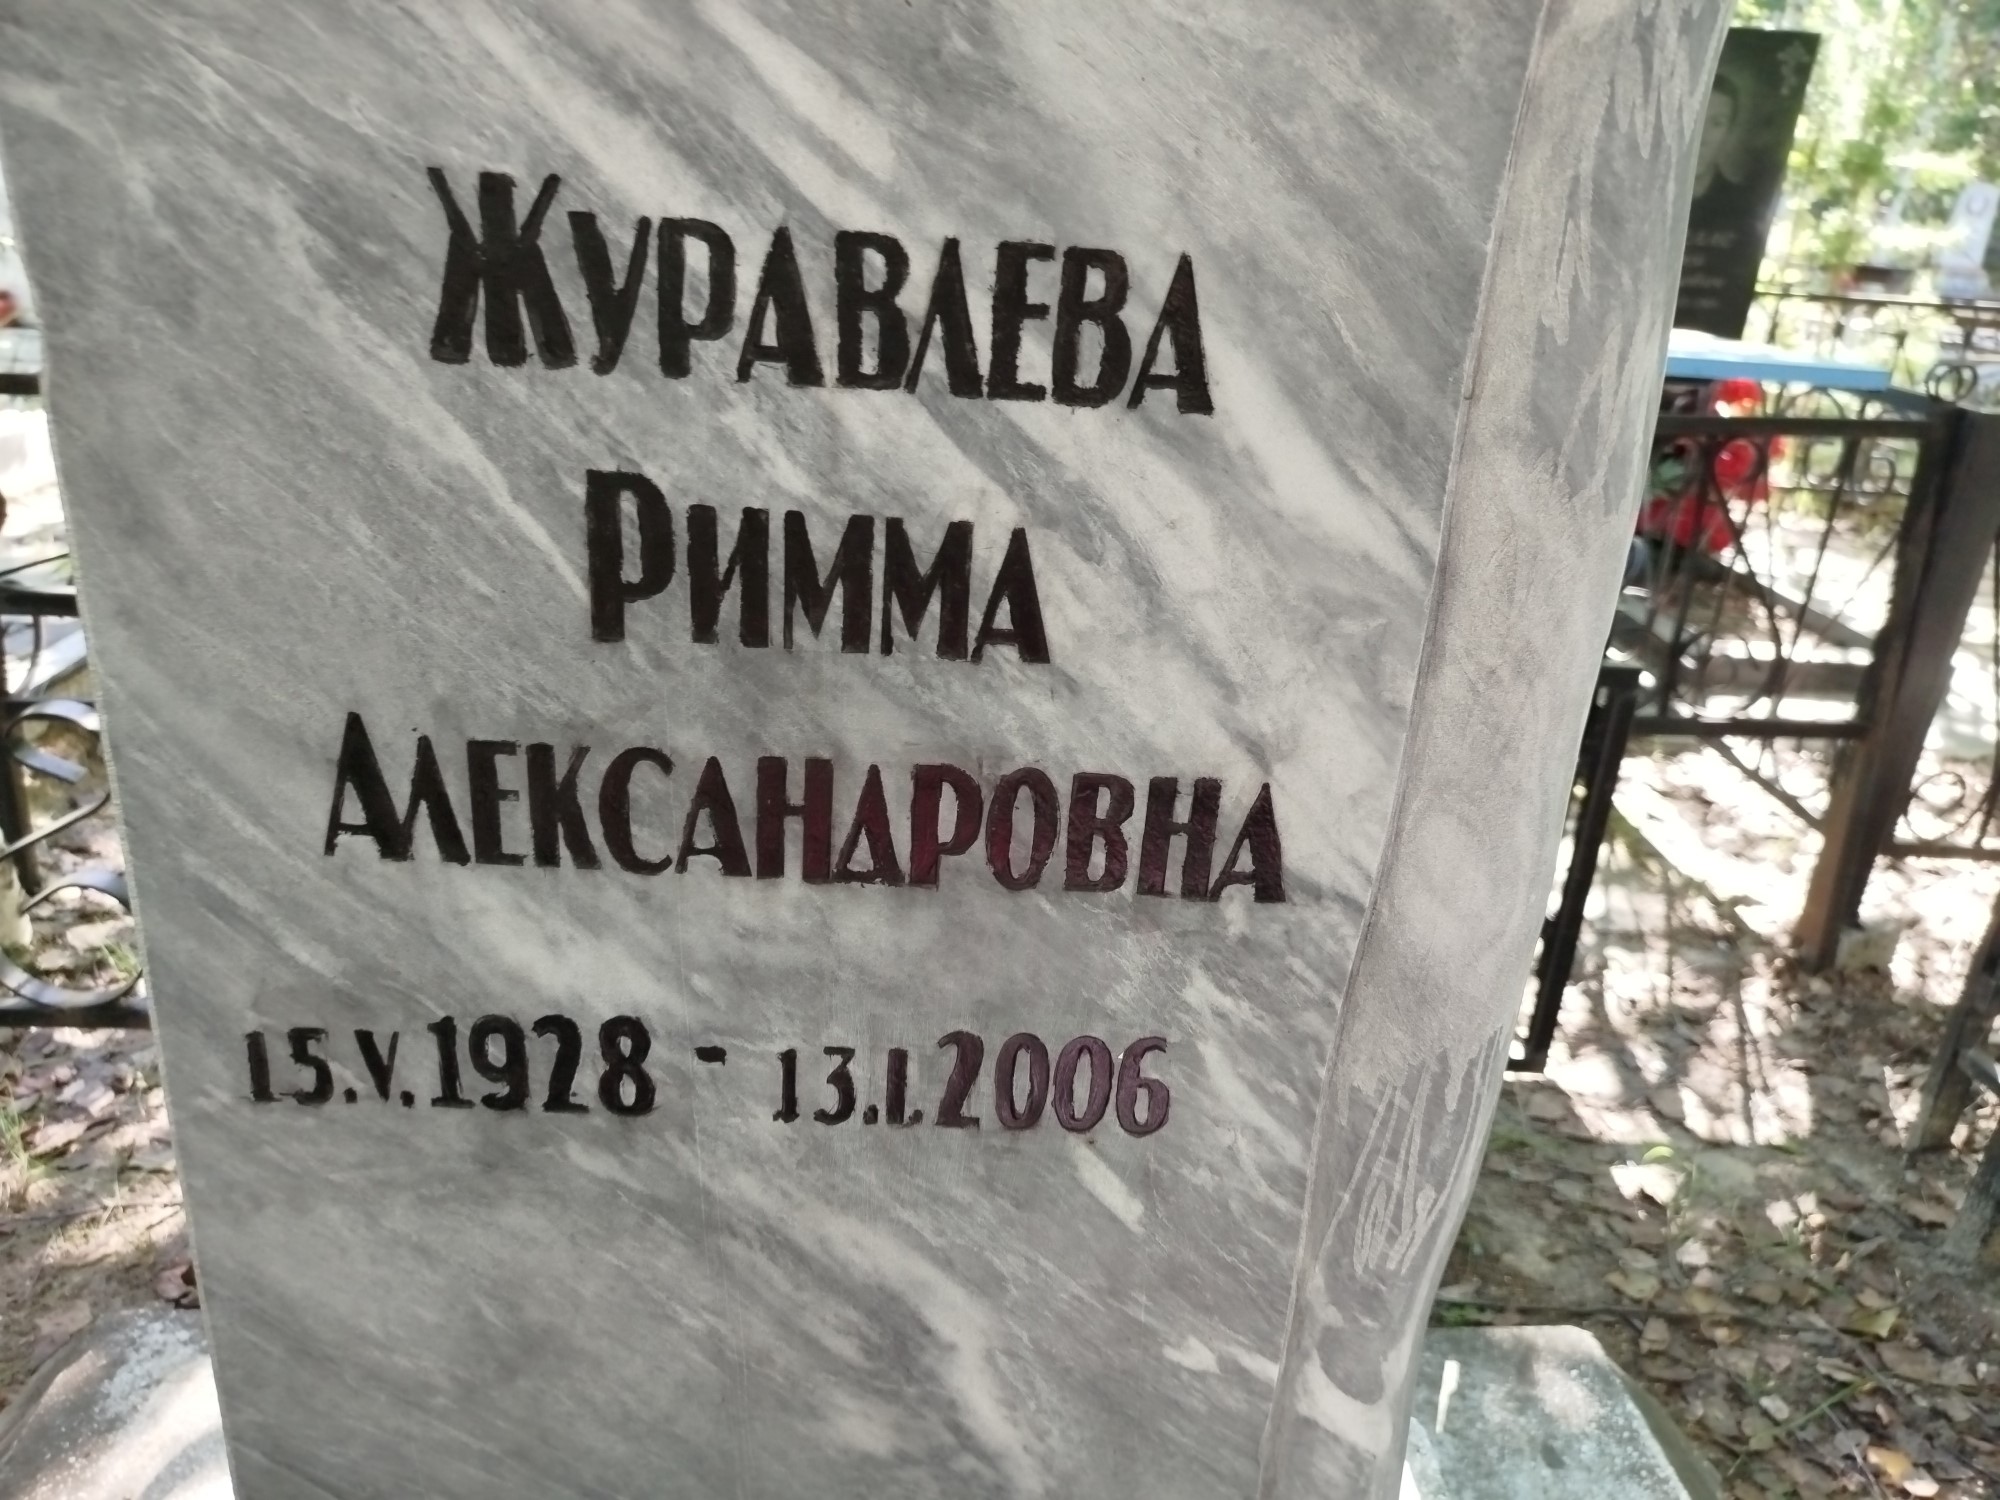 Журавлева
Римма
Александровна
15.V.1928 - 13.I.2006